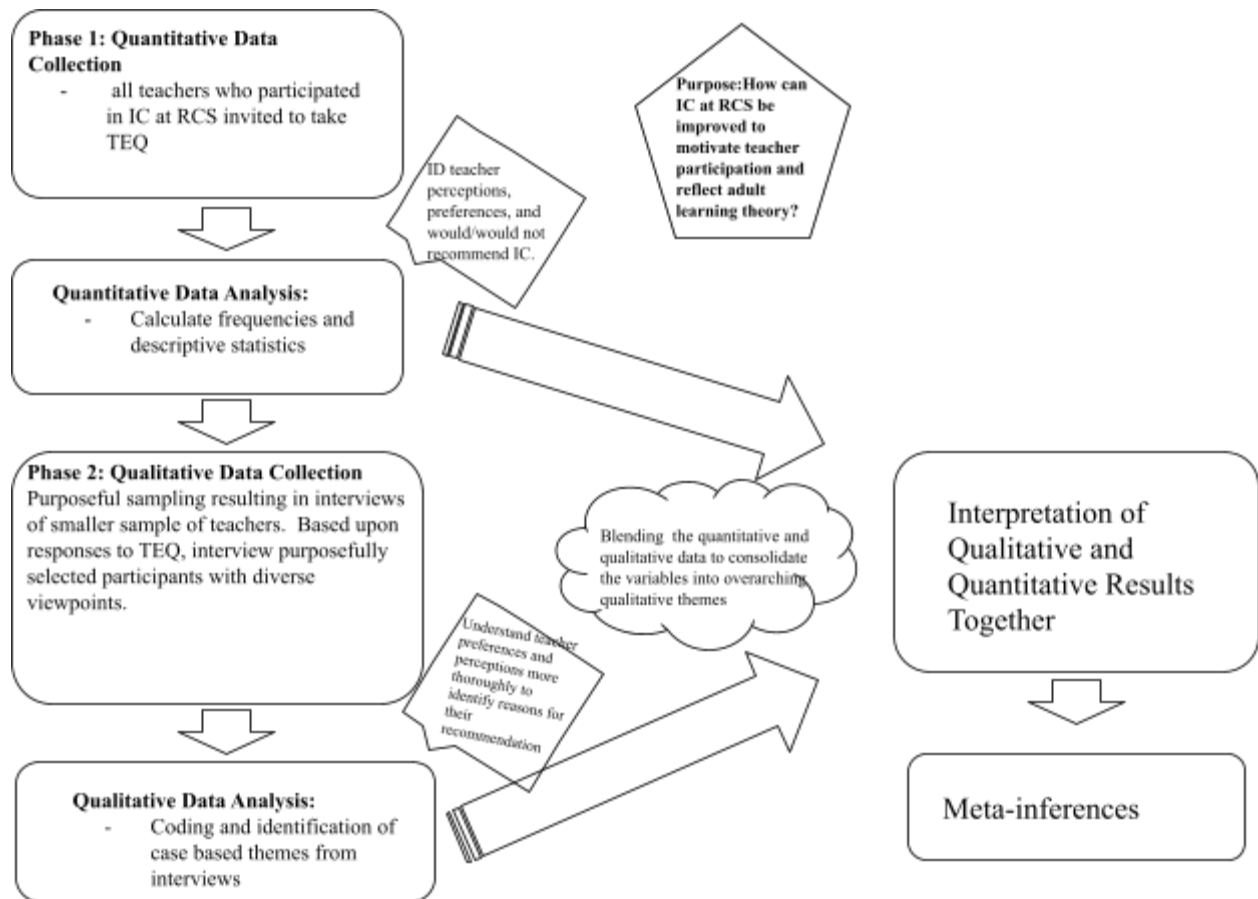 Phase 1: Quantitative Data
Collection
- all teachers who participated
in IC at RCS invited to take
TEQ
Purpose:How can
IC at RCS be
improved to
motivate teacher
participation and
reflect adult
learning theory?
ID teacher
perceptions,
preferences, and
would/would not
recommend IC.
Quantitative Data Analysis:
- Calculate frequencies and
descriptive statistics
Phase 2: Qualitative Data Collection
Purposeful sampling resulting in interviews
of smaller sample of teachers. Based upon
responses to TEQ, interview purposefully
selected participants with diverse
viewpoints.
Blending the quantitative and
qualitative data to consolidate
the variables into overarching
qualitative themes
Interpretation of
Qualitative and
Quantitative Results
Together
Understand teacher
preferences and
perceptions more
thoroughly to
identify reasons for
their
recommendation
Qualitative Data Analysis:
- Coding and identification of
case based themes from
interviews
Meta-inferences